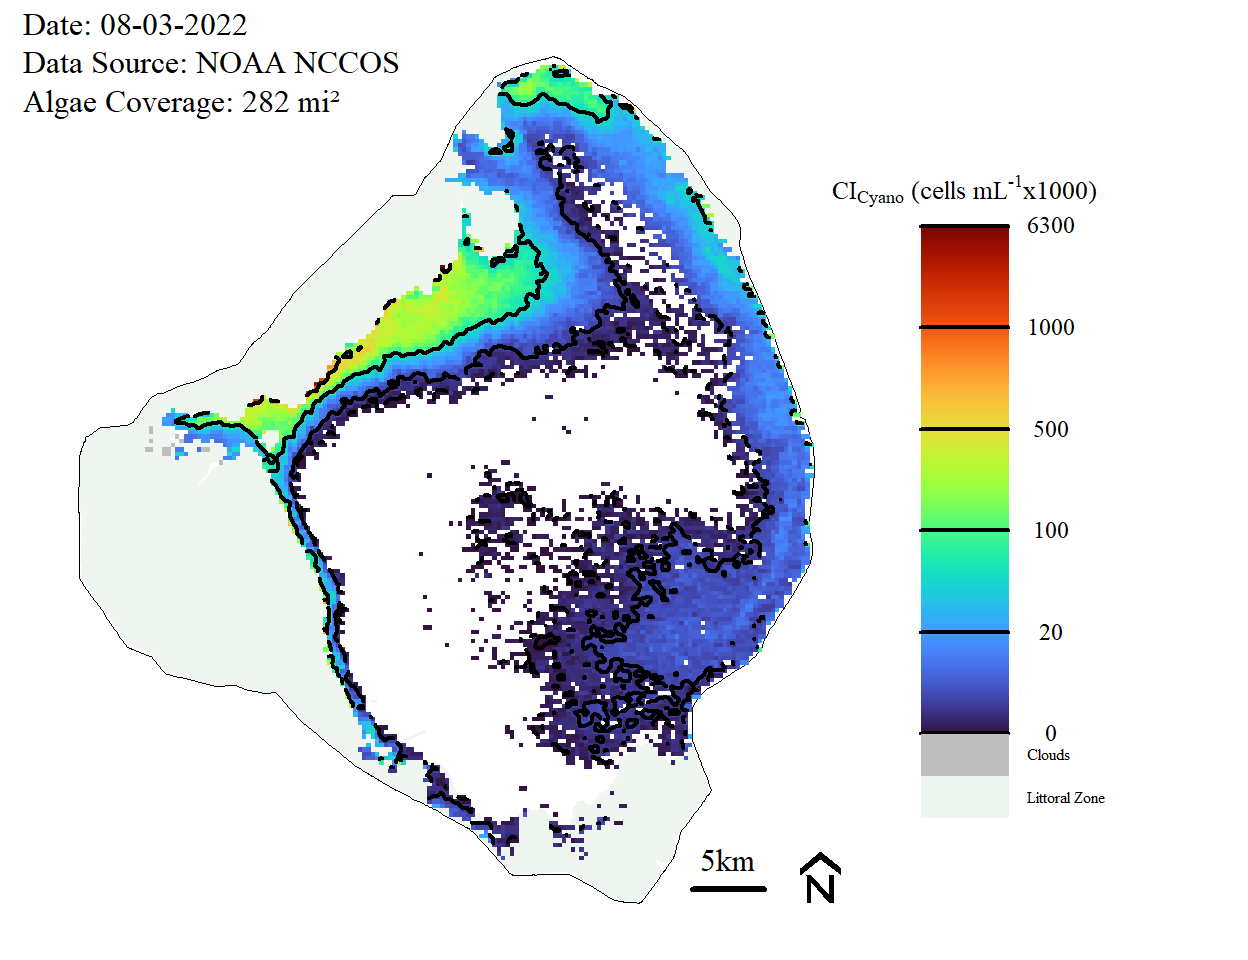 Date: 08-03-2022
Data Source: NOAA NCCOS
Algae Coverage: 282 mi²
CICyano (cells mL-1x1000)
6300
1000
500
100
20
0
Clouds
Littoral Zone
5km
N